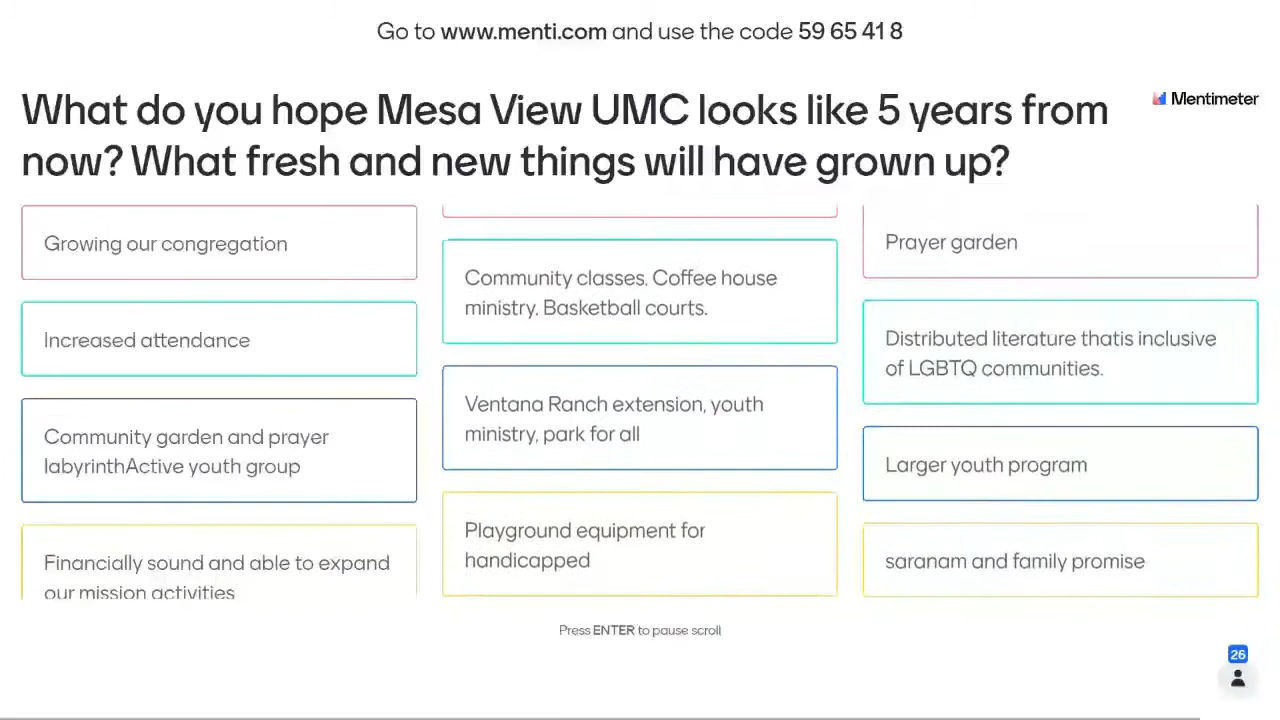 Go to www.menti.com and use the code 59 65 41 8
What do you hope Mesa View UMC looks like 5 years from
now? What fresh and new things will have grown up?
Mentimeter
Growing our congregation
Increased attendance
Community garden and prayer
labyrinthActive youth group
Financially sound and able to expand
our mission activities
Community classes. Coffee house
ministry. Basketball courts.
Ventana Ranch extension, youth
ministry, park for all
Playground equipment for
handicapped
Prayer garden
Distributed literature thatis inclusive
of LGBTQ communities.
Larger youth program
saranam and family promise
Press ENTER to pause scroll
26